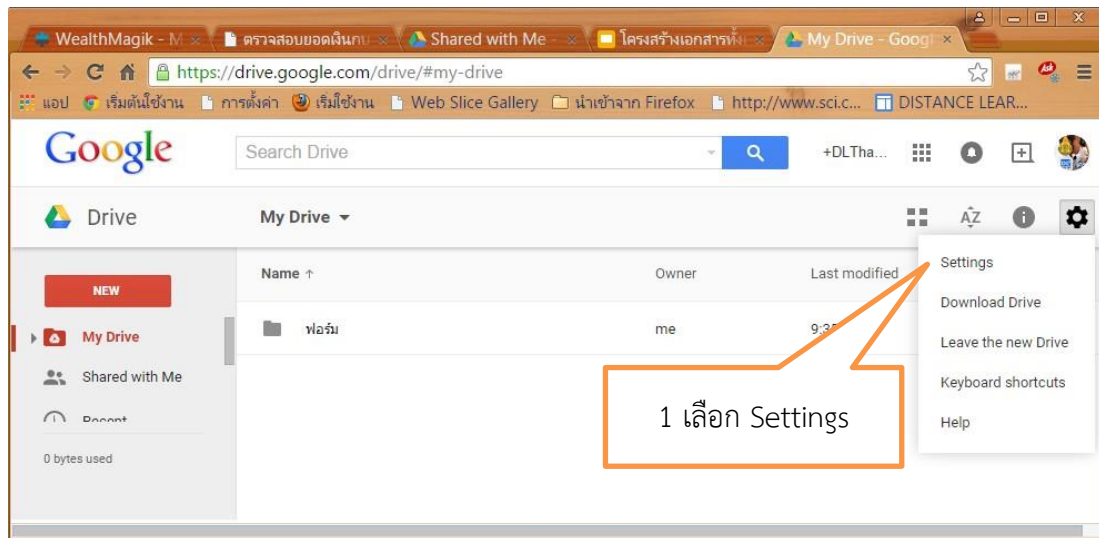 WealthMagik - M
ตรวจสอบยอดเงินกบ
Shared with Me -
โครงสร้างเอกสารทั้ง
My Drive - Googl
https://drive.google.com/drive/#my-drive
แอป เริ่มต้นใช้งาน การตั้งค่า เริ่มใช้งาน Web Slice Gallery นำเข้าจาก Firefox http://www.sci.c... DISTANCE LEAR...
Google
Search Drive
+DLTha...
Drive
My Drive
AZ
Name ↑ Owner Last modified
NEW
ฟอร์ม me 9:3
My Drive
Shared with Me
Recent
0 bytes used
Settings
Download Drive
Leave the new Drive
Keyboard shortcuts
Help
1 เลือก Settings